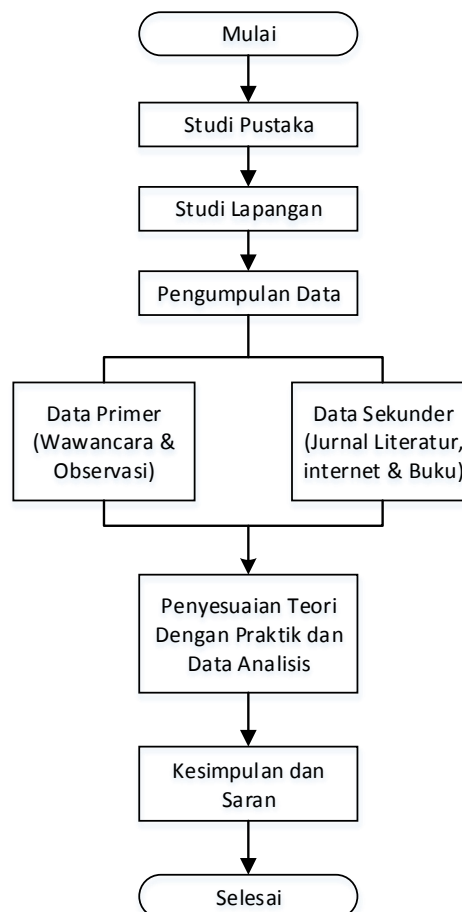 Mulai
Studi Pustaka
Studi Lapangan
Pengumpulan Data
Data Primer
(Wawancara &
Observasi)
Data Sekunder
(Jurnal Literatur,
internet & Buku)
Penyesuaian Teori
Dengan Praktik dan
Data Analisis
Kesimpulan dan
Saran
Selesai